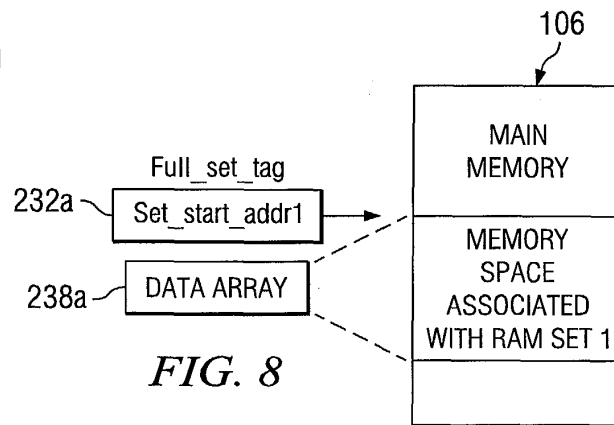 106
MAIN
MEMORY
Full_set_tag
232a
Set_start_addr1
MEMORY
SPACE
ASSOCIATED
WITH RAM SET 1
238a
DATA ARRAY
FIG. 8